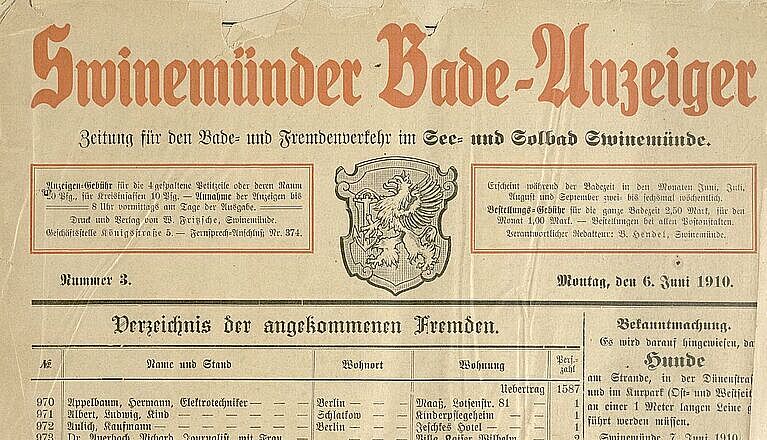 Swinemünder Bade-Anzeiger
Zeitung für den Bade- und Fremdenverkehr im See- und Solbad Swinemünde.
Anzeigen-Gebühr für die 4gespaltene Petitzeile oder deren Raum
20 Pfg., für Kreisinsassen 10 Pfg. — Annahme der Anzeigen bis
8 Uhr vormittags am Tage der Ausgabe.
Druck und Verlag von W. Fritzsche, Swinemünde.
Geschäftsstelle Königsstraße 5. — Fernsprech-Anschluß Nr. 374.
Erscheint während der Badezeit in den Monaten Juni, Juli,
August und September zwei- bis sechsmal wöchentlich.
Bestellungs-Gebühr für die ganze Badezeit 2,50 Mark, für den
Monat 1,00 Mark. — Bestellungen bei allen Postanstalten.
Verantwortlicher Redakteur: B. Hendel, Swinemünde.
Nummer 3.
Montag, den 6. Juni 1910.
Verzeichnis der angekommenen Fremden.
№ Name und Stand Wohnort Wohnung Pers.-zahl
Uebertrag 1587
970 Appelbaum, Hermann, Elektrotechniker — Berlin — Maaß, Lotsenstr. 81 1
971 Albert, Ludwig, Kind — Schlatkow — Kinderpflegeheim — 1
972 Aulich, Kaufmann — Berlin — Jeschkes Hotel — 1
973 Dr. Auerbach, Richard, Journalist mit Frau Villa Kaiser Wilhelm 2
Bekanntmachung.
Es wird darauf hingewiesen, da
Hunde
am Strande, in der Dünenstraß
und im Kurpark (Ost- und Westseit
an einer 1 Meter langen Leine g
führt werden müssen.
Swinemünde, 7. Juni 1910.